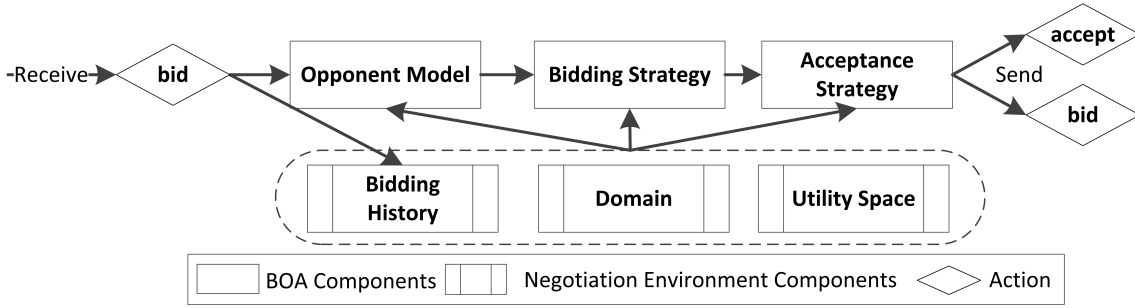 accept
Receive
bid
Opponent Model
Bidding Strategy
Acceptance
Strategy
Send
bid
Bidding
History
Domain
Utility Space
BOA Components
Negotiation Environment Components
Action